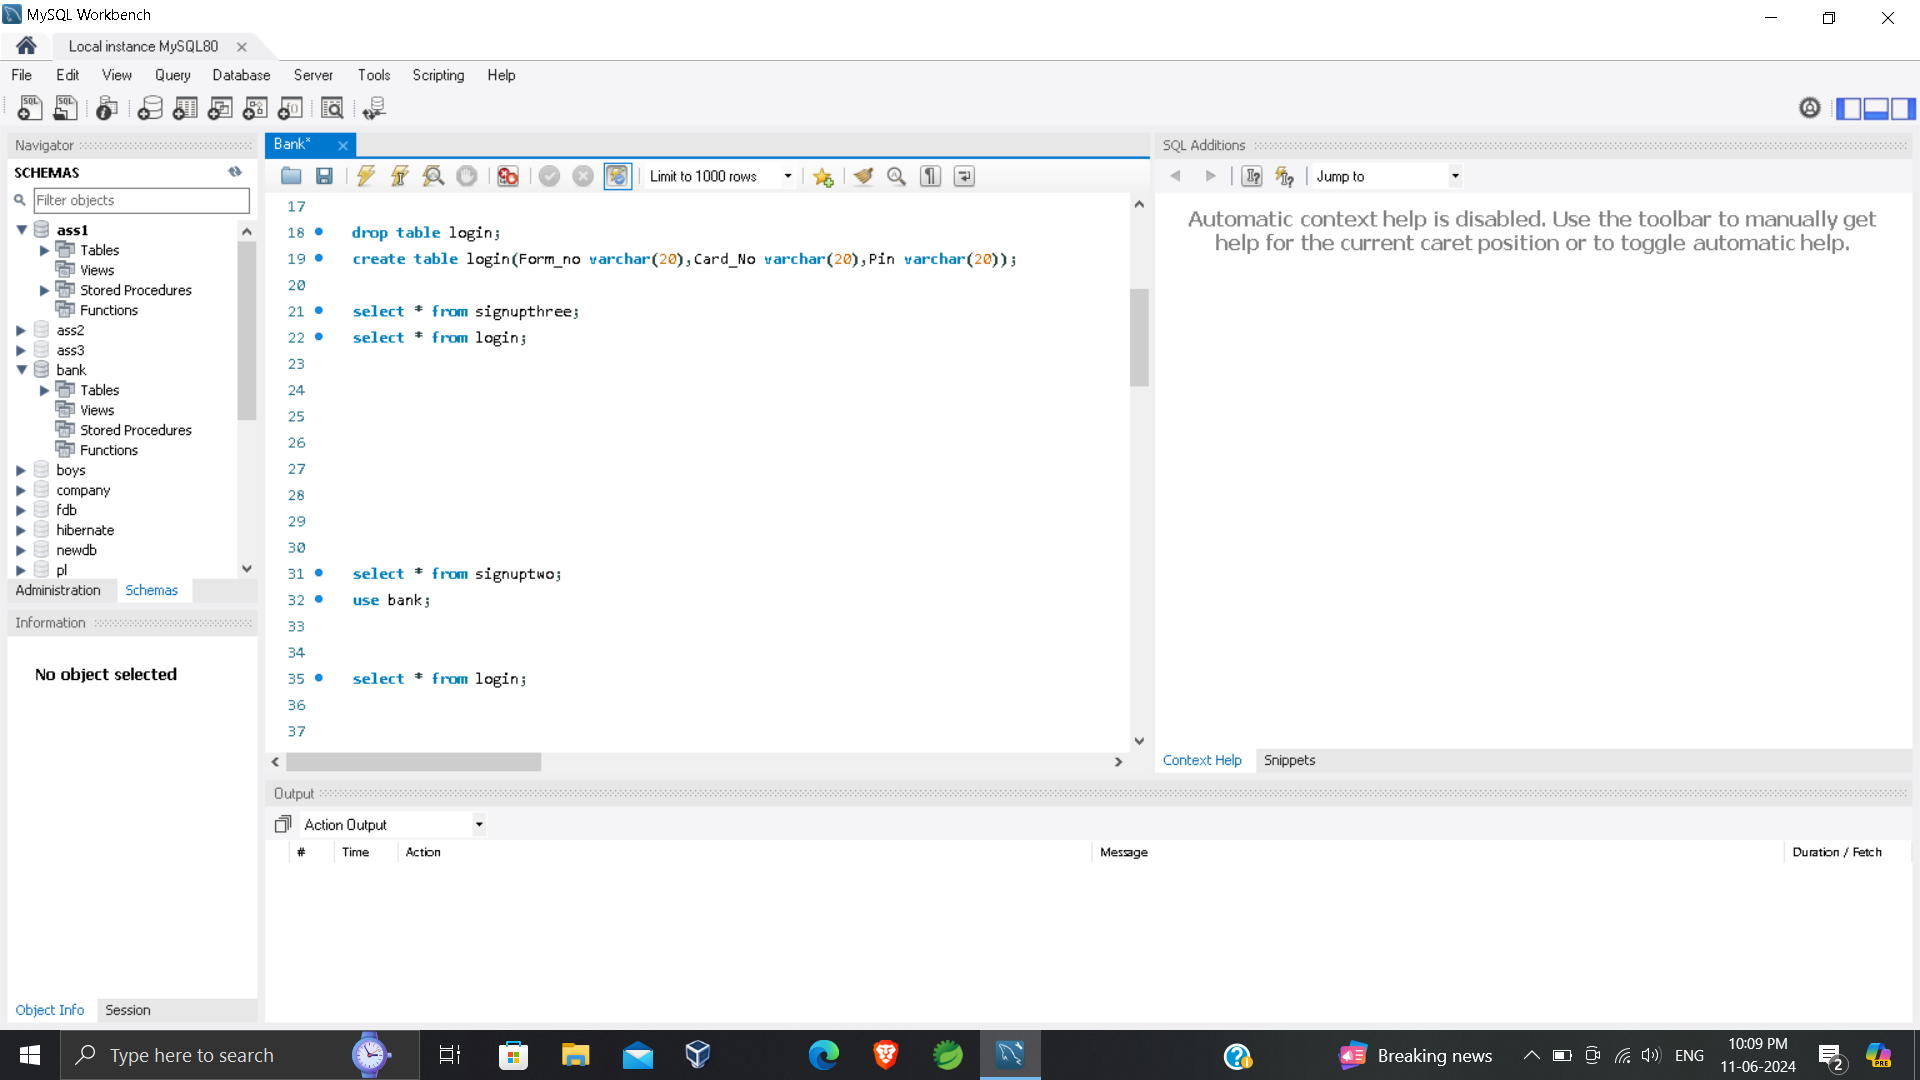 MySQL Workbench
Local instance MySQL80
File Edit View Query Database Server Tools Scripting Help
Navigator
SCHEMAS
Filter objects
ass1
Tables
Views
Stored Procedures
Functions
ass2
ass3
bank
Tables
Views
Stored Procedures
Functions
boys
company
fdb
hibernate
newdb
pl
Administration Schemas
Information
No object selected
Object Info Session
Bank*
Limit to 1000 rows
17
18 drop table login;
19 create table login(Form_no varchar(20),Card_No varchar(20),Pin varchar(20));
20
21 select * from signupthree;
22 select * from login;
23
24
25
26
27
28
29
30
31 select * from signuptwo;
32 use bank;
33
34
35 select * from login;
36
37
SQL Additions
Jump to
Automatic context help is disabled. Use the toolbar to manually get
help for the current caret position or to toggle automatic help.
Context Help Snippets
Output
Action Output
# Time Action Message Duration / Fetch
Type here to search
Breaking news
ENG
10:09 PM
11-06-2024
2
PRE